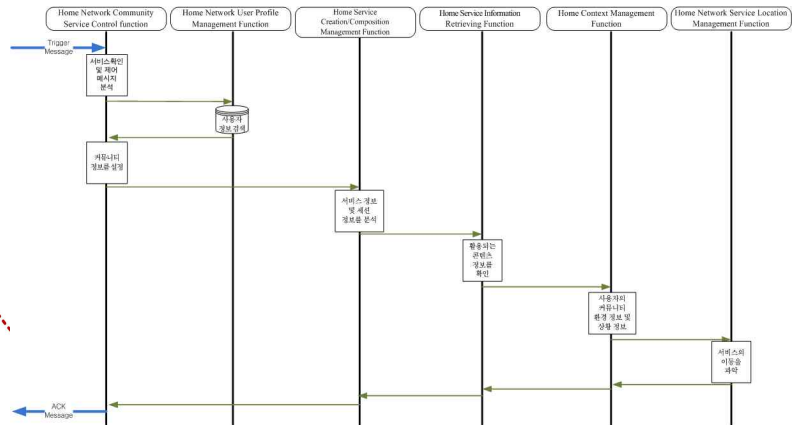 Home Network Community
Service Control function
Home Network User Profile
Management Function
Home Service
Creation/Composition
Management Function
Home Service Information
Retrieving Function
Home Context Management
Function
Home Network Service Location
Management Function
Trigger
Message
서비스확인
및 제어
메시지
분석
사용자
정보 검색
커뮤니티
정보를 설정
서비스 정보
및 세션
정보를 분석
활용되는
콘텐츠
정보를
확인
사용자의
커뮤니티
환경 정보 및
상황 정보
서비스의
이동을
파악
ACK
Message